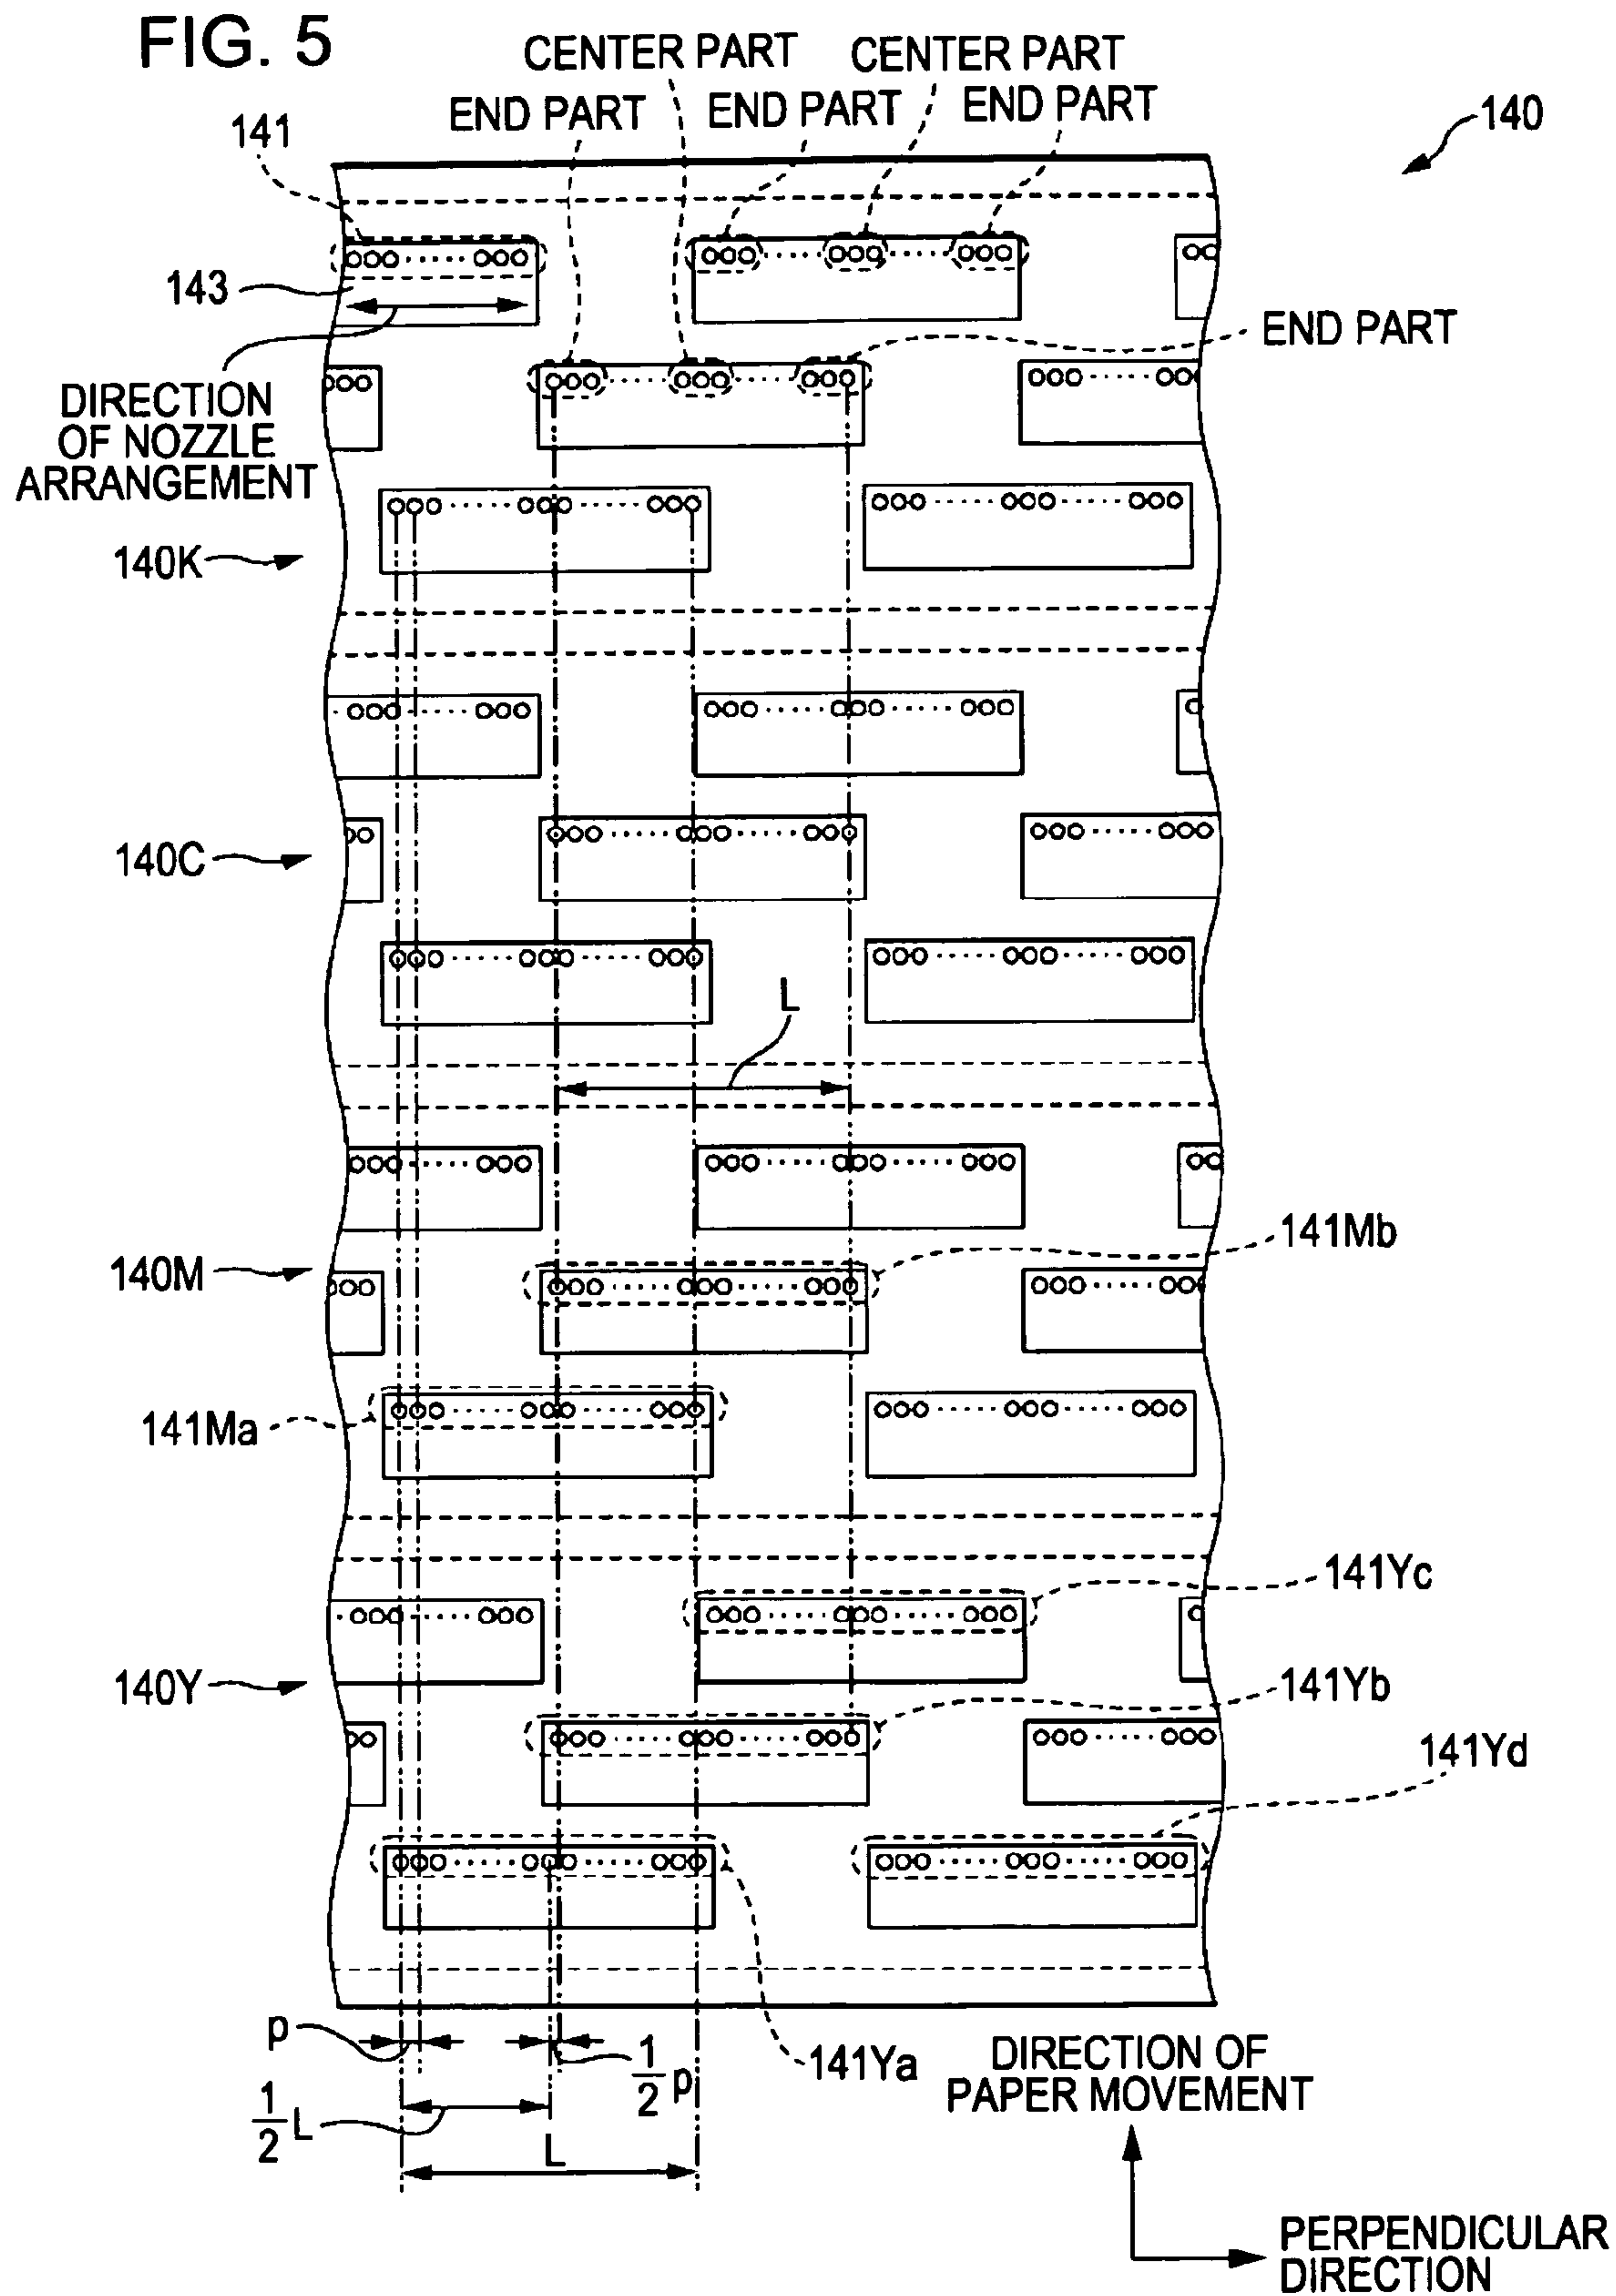 FIG. 5
CENTER PART
CENTER PART
END PART
END PART
END PART
141
140
143
END PART
DIRECTION
OF NOZZLE
ARRANGEMENT
140K
140C
L
141Mb
140M
141Ma
141Yc
140Y
141Yb
141Yd
p
1/2 p
141Ya
1/2 L
L
DIRECTION OF
PAPER MOVEMENT
PERPENDICULAR
DIRECTION